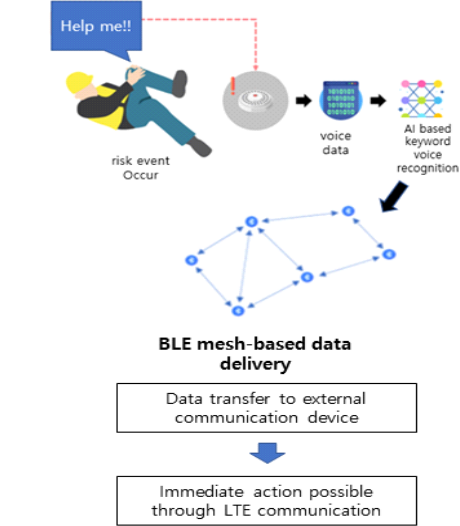 Help me!!
risk event
Occur
voice
data
AI based
keyword
voice
recognition
BLE mesh-based data
delivery
Data transfer to external
communication device
Immediate action possible
through LTE communication